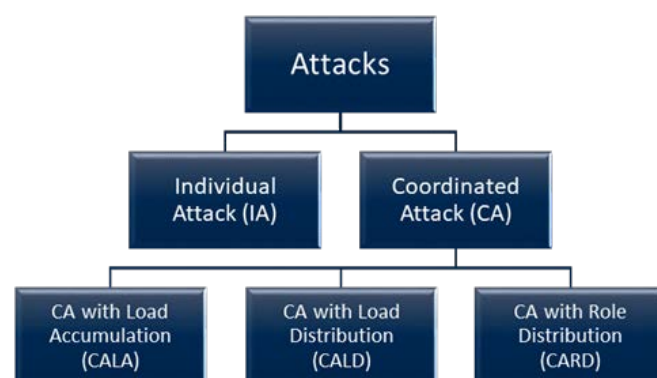 Attacks
Individual
Attack (IA)
Coordinated
Attack (CA)
CA with Load
Accumulation
(CALA)
CA with Load
Distribution
(CALD)
CA with Role
Distribution
(CARD)